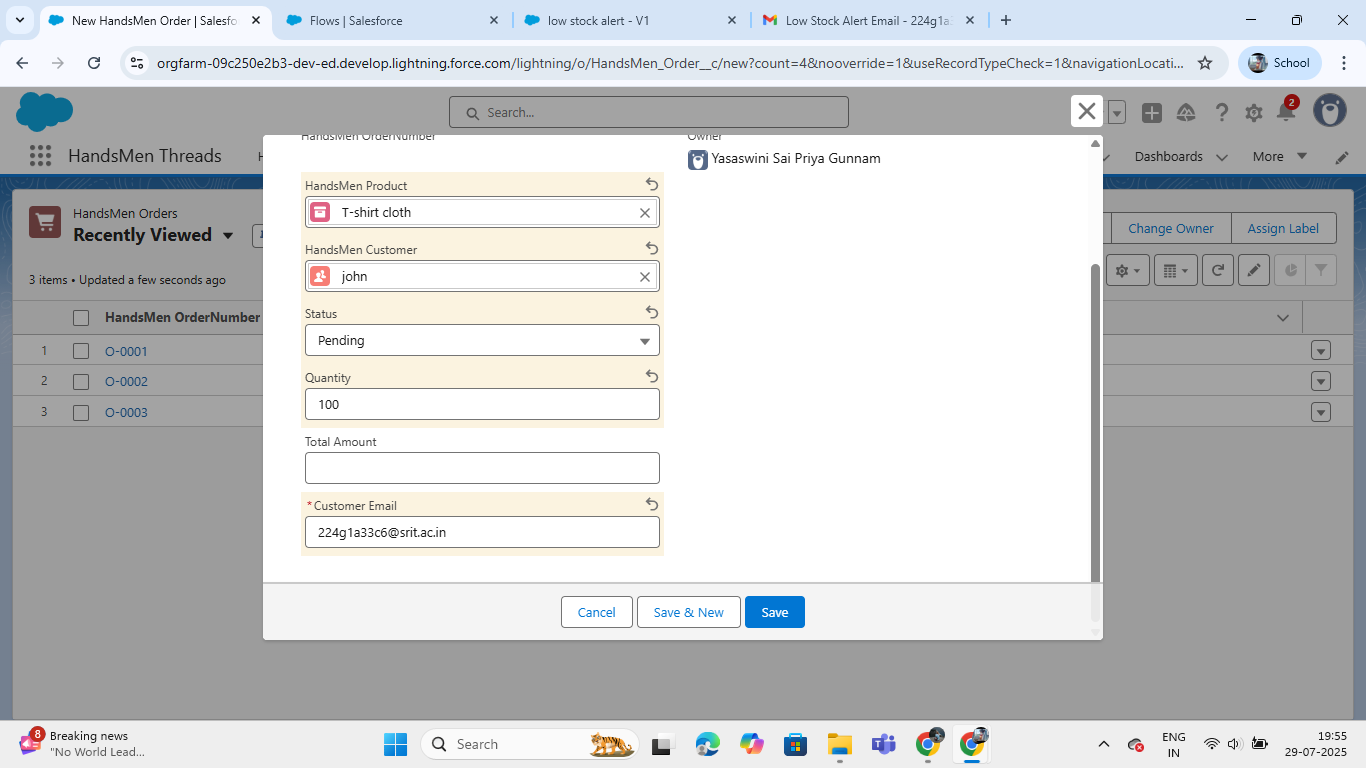 New HandsMen Order | Salesfo
Flows | Salesforce
low stock alert - V1
Low Stock Alert Email - 224g1a3
orgfarm-09c250e2b3-dev-ed.develop.lightning.force.com/lightning/o/HandsMen_Order__c/new?count=4&nooverride=1&useRecordTypeCheck=1&navigationLocati...
School
Search...
2
HandsMen Threads
Dashboards
More
HandsMen OrderNumber
Owner
Yasaswini Sai Priya Gunnam
HandsMen Product
T-shirt cloth
HandsMen Customer
john
Status
Pending
Quantity
100
Total Amount
*Customer Email
224g1a33c6@srit.ac.in
Cancel
Save & New
Save
HandsMen Orders
Recently Viewed
Change Owner
Assign Label
3 items • Updated a few seconds ago
HandsMen OrderNumber
1 O-0001
2 O-0002
3 O-0003
8
Breaking news
"No World Lead...
Search
ENG
IN
19:55
29-07-2025